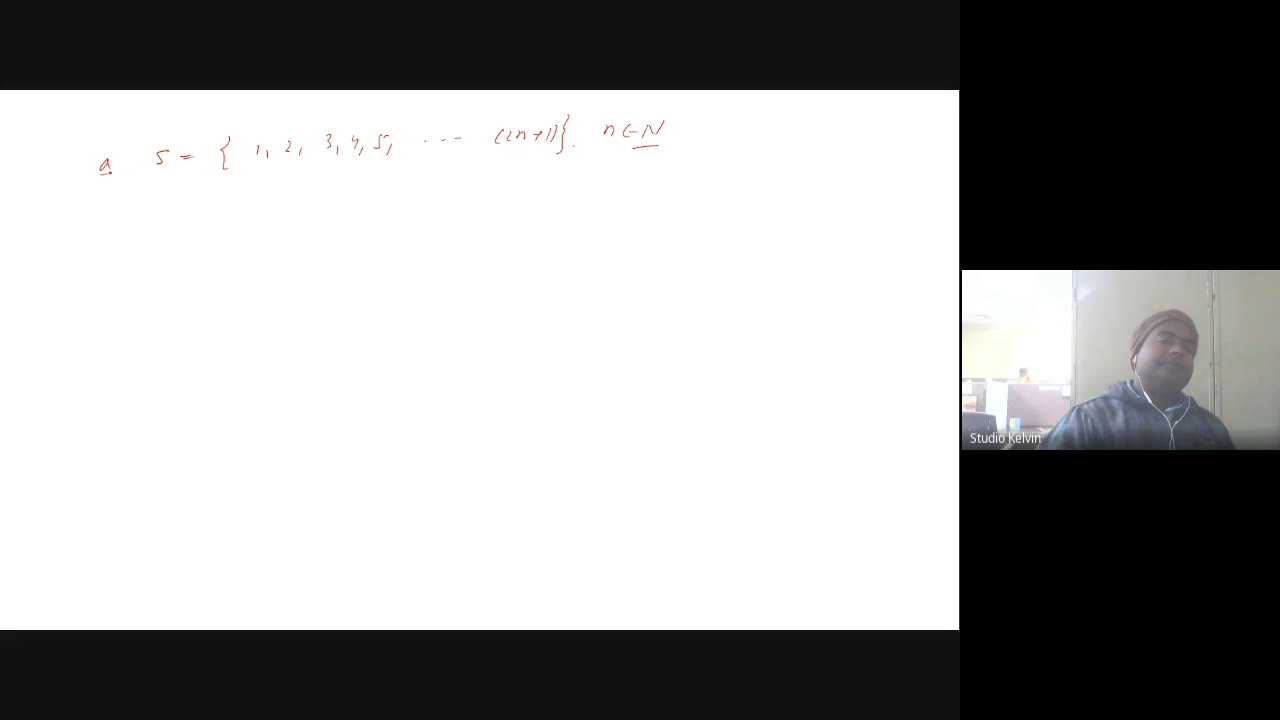 Q. S = { 1, 2, 3, 4, 5, ... (2n+1) }. n ∈ N
Studio Kelvin